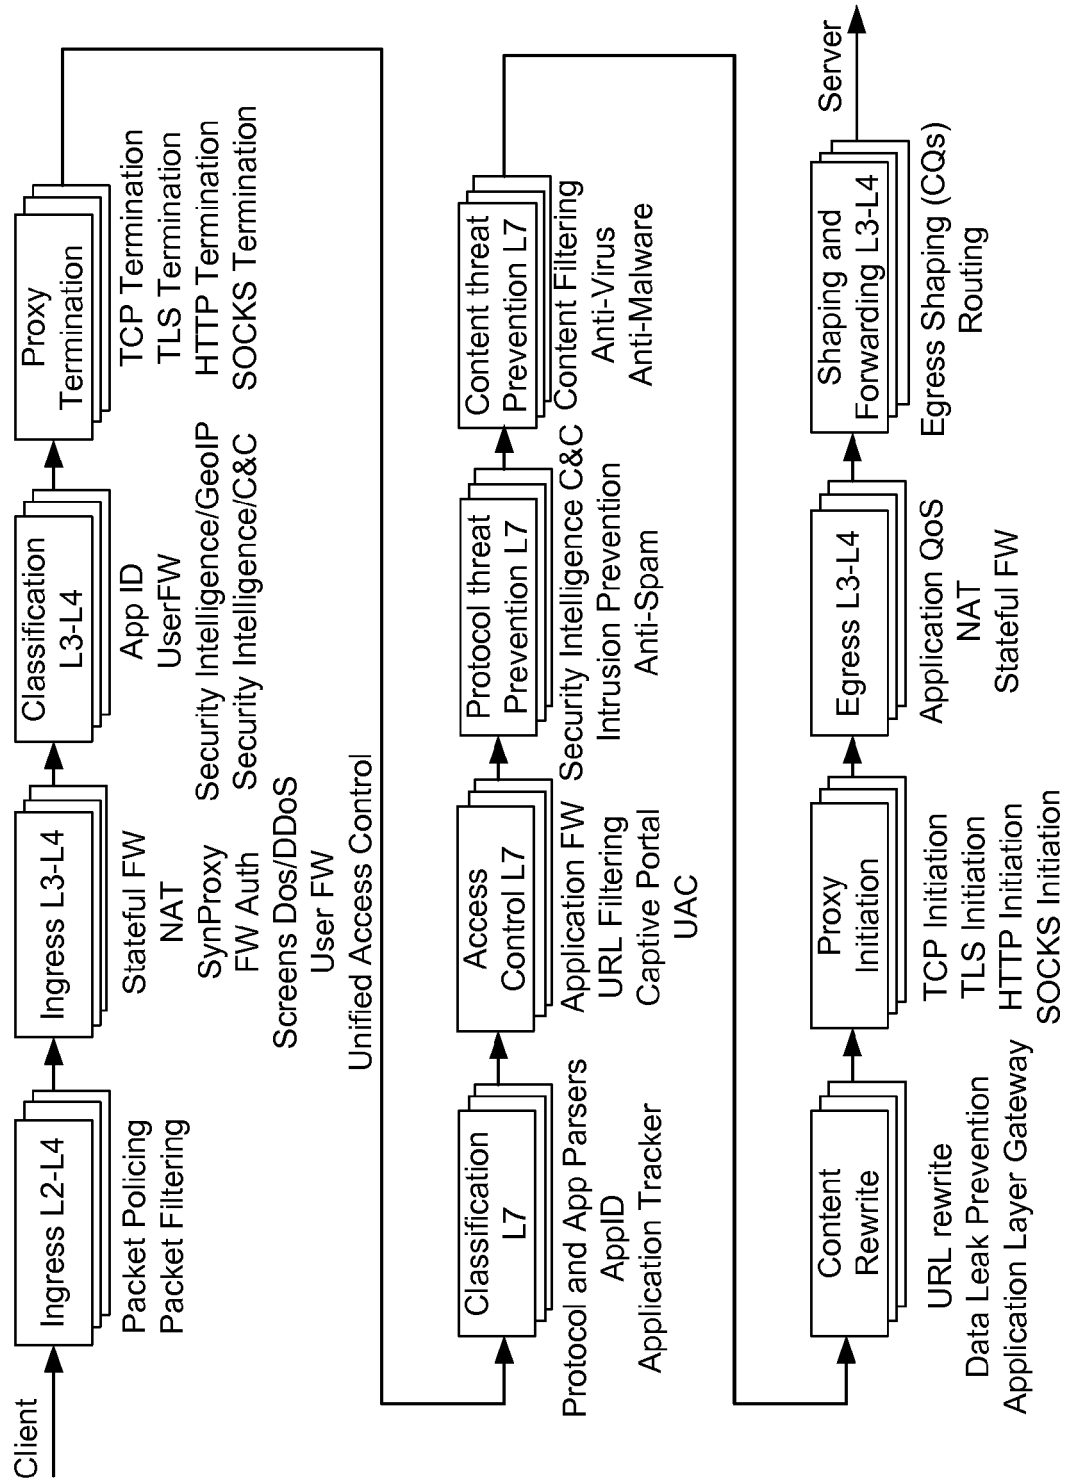 Client
Ingress L2-L4
Packet Policing
Packet Filtering
Ingress L3-L4
Stateful FW
NAT
SynProxy
FW Auth
Screens Dos/DDoS
User FW
Unified Access Control
Classification
L3-L4
App ID
UserFW
Security Intelligence/GeoIP
Security Intelligence/C&C
Proxy
Termination
TCP Termination
TLS Termination
HTTP Termination
SOCKS Termination
Classification
L7
Protocol and App Parsers
AppID
Application Tracker
Access
Control L7
Application FW
URL Filtering
Captive Portal
UAC
Protocol threat
Prevention L7
Security Intelligence C&C
Intrusion Prevention
Anti-Spam
Content threat
Prevention L7
Content Filtering
Anti-Virus
Anti-Malware
Content
Rewrite
URL rewrite
Data Leak Prevention
Application Layer Gateway
Proxy
Initiation
TCP Initiation
TLS Initiation
HTTP Initiation
SOCKS Initiation
Egress L3-L4
Application QoS
NAT
Stateful FW
Shaping and
Forwarding L3-L4
Egress Shaping (CQs)
Routing
Server